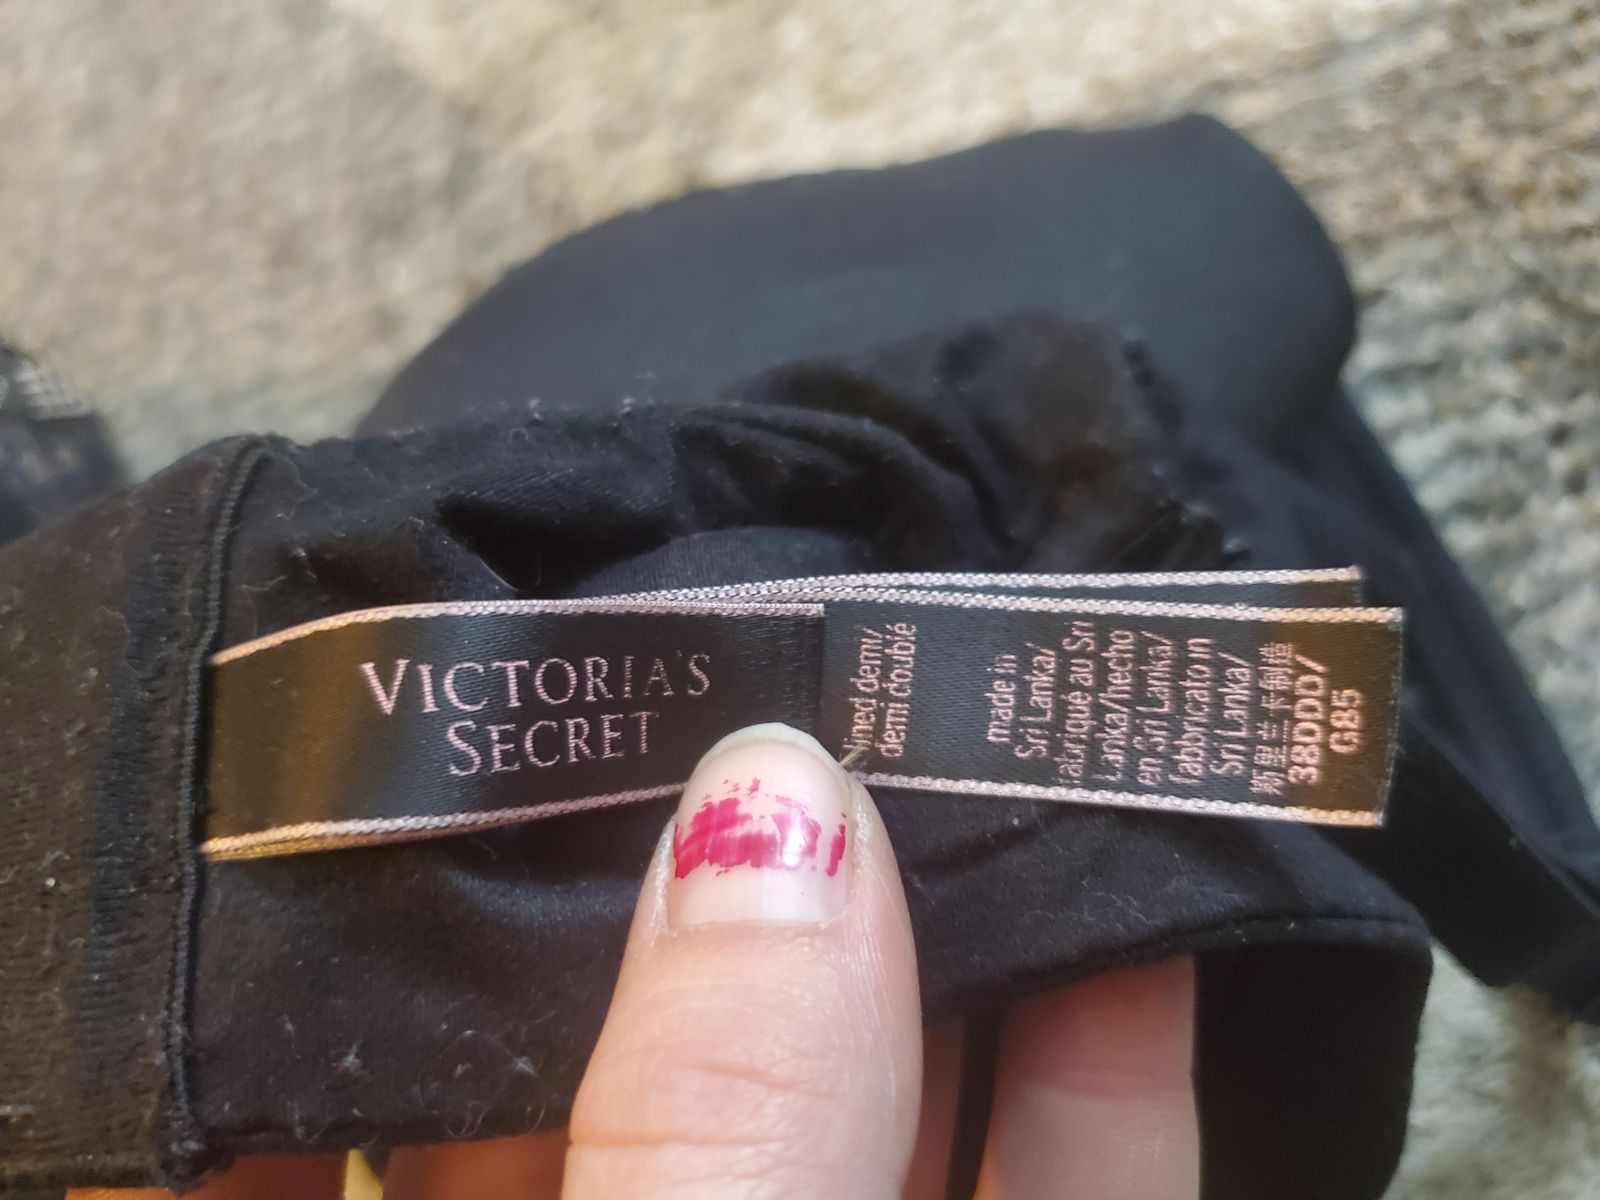 VICTORIA'S
SECRET
lined demi/
demi doublé
made in
Sri Lanka/
fabriqué au Sri
Lanka/hecho
en Sri Lanka/
fabbricato in
Sri Lanka/
斯里兰卡制造
38DDD/
G85